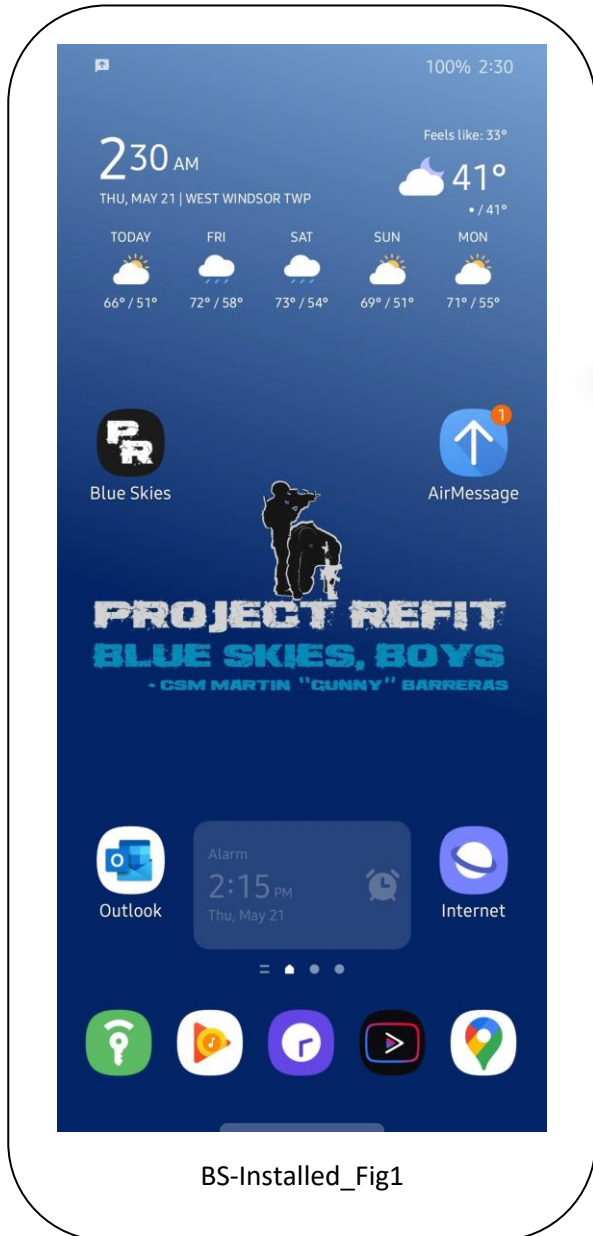 100% 2:30
Feels like: 33°
230 AM
41°
THU, MAY 21 | WEST WINDSOR TWP
• / 41°
TODAY FRI SAT SUN MON
66° / 51° 72° / 58° 73° / 54° 69° / 51° 71° / 55°
PR
1
Blue Skies AirMessage
PROJECT REFIT
BLUE SKIES, BOYS
- CSM MARTIN "GUNNY" BARRERAS
Alarm
2:15 PM
Thu, May 21
O
Outlook Internet
BS-Installed_Fig1